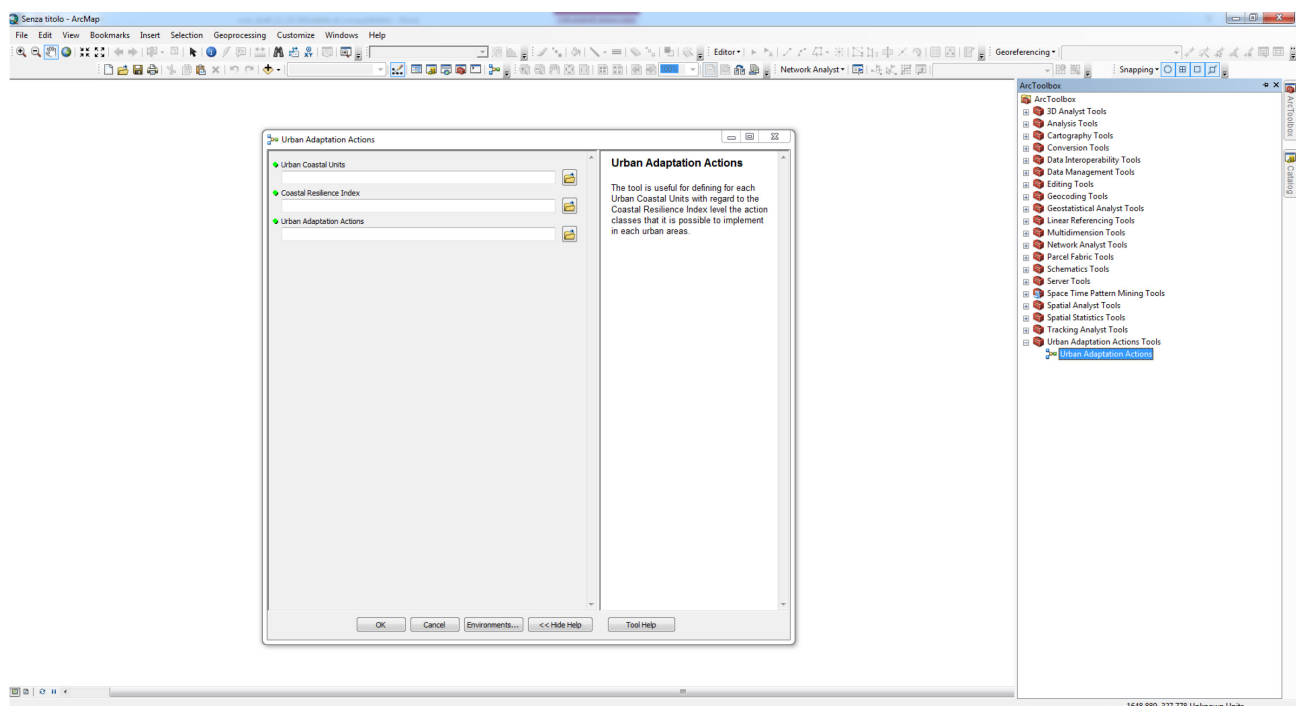 Senza titolo - ArcMap
File Edit View Bookmarks Insert Selection Geoprocessing Customize Windows Help
Editor
Georeferencing
Network Analyst
Snapping
ArcToolbox
ArcToolbox
3D Analyst Tools
Analysis Tools
Cartography Tools
Conversion Tools
Data Interoperability Tools
Data Management Tools
Editing Tools
Geocoding Tools
Geostatistical Analyst Tools
Linear Referencing Tools
Multidimension Tools
Network Analyst Tools
Parcel Fabric Tools
Schematics Tools
Server Tools
Space Time Pattern Mining Tools
Spatial Analyst Tools
Spatial Statistics Tools
Tracking Analyst Tools
Urban Adaptation Actions Tools
Urban Adaptation Actions
ArcToolbox
Catalog
Urban Adaptation Actions
Urban Coastal Units
Coastal Resilience Index
Urban Adaptation Actions
Urban Adaptation Actions
The tool is useful for defining for each
Urban Coastal Units with regard to the
Coastal Resilience Index level the action
classes that it is possible to implement
in each urban areas.
OK Cancel Environments... << Hide Help Tool Help